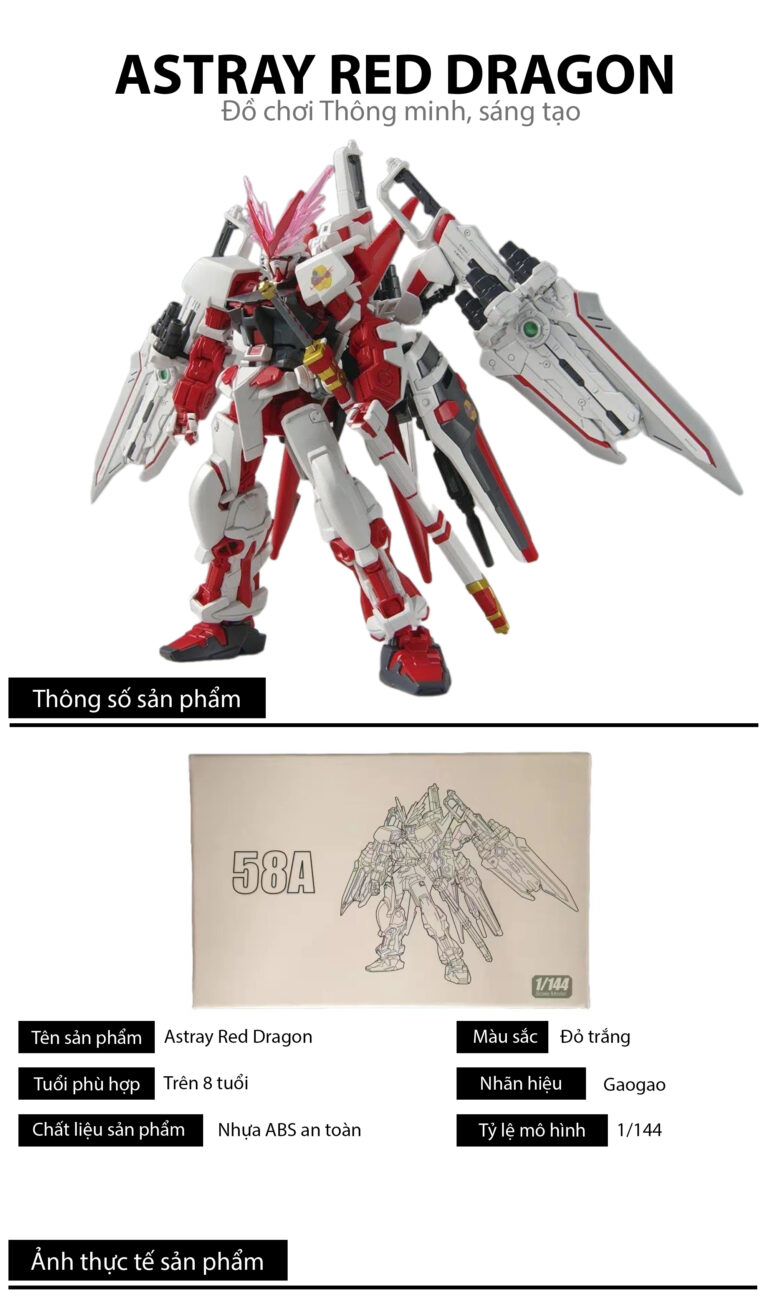 ASTRAY RED DRAGON
Đồ chơi Thông minh, sáng tạo
Thông số sản phẩm
58A
1/144
Tên sản phẩm Astray Red Dragon
Màu sắc Đỏ trắng
Tuổi phù hợp Trên 8 tuổi
Nhãn hiệu Gaogao
Chất liệu sản phẩm Nhựa ABS an toàn
Tỷ lệ mô hình 1/144
Ảnh thực tế sản phẩm